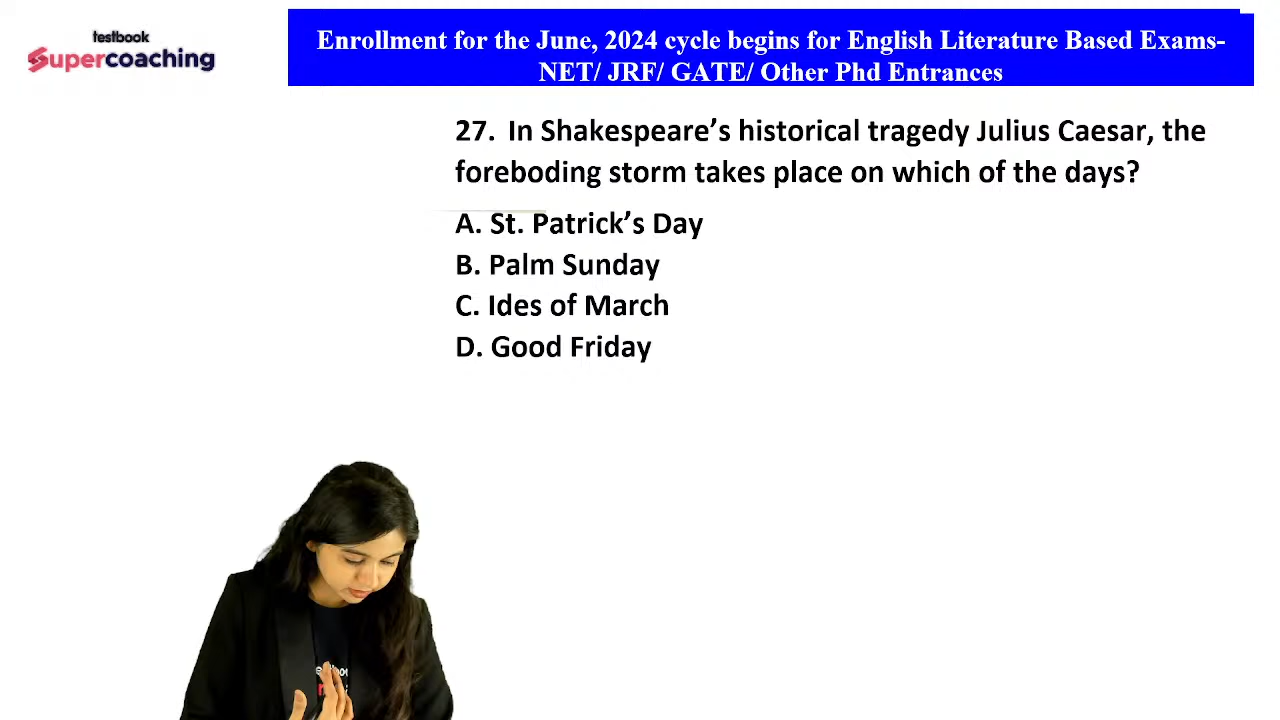 testbook
Supercoaching
Enrollment for the June, 2024 cycle begins for English Literature Based Exams-
NET/ JRF/ GATE/ Other Phd Entrances
27. In Shakespeare’s historical tragedy Julius Caesar, the
foreboding storm takes place on which of the days?
A. St. Patrick’s Day
B. Palm Sunday
C. Ides of March
D. Good Friday